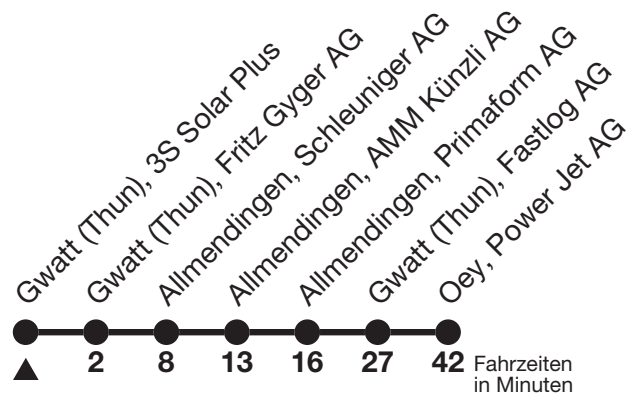 Gwatt (Thun), 3S Solar Plus
Gwatt (Thun), Fritz Gyger AG
Allmendingen, Schleuniger AG
Allmendingen, AMM Künzli AG
Allmendingen, Primaform AG
Gwatt (Thun), Fastlog AG
Oey, Power Jet AG
2 8 13 16 27 42 Fahrzeiten
in Minuten